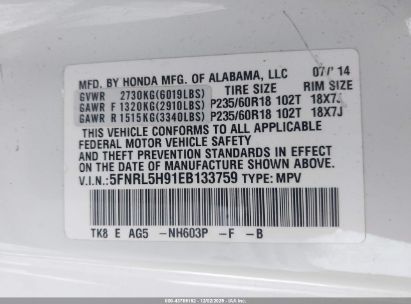 MFD. BY HONDA MFG. OF ALABAMA, LLC 07/14
GVWR 2730KG(6019LBS) TIRE SIZE RIM SIZE
GAWR F 1320KG(2910LBS) P235/60R18 102T 18X7J
GAWR R 1515KG(3340LBS) P235/60R18 102T 18X7J
THIS VEHICLE CONFORMS TO ALL APPLICABLE
FEDERAL MOTOR VEHICLE SAFETY
AND THEFT PREVENTION STANDARDS IN EFFECT
ON THE DATE OF MANUFACTURE SHOWN ABOVE.
V.I.N.: 5FNRL5H91EB133759 TYPE: MPV
TK8 E AG5 -NH603P -F -B